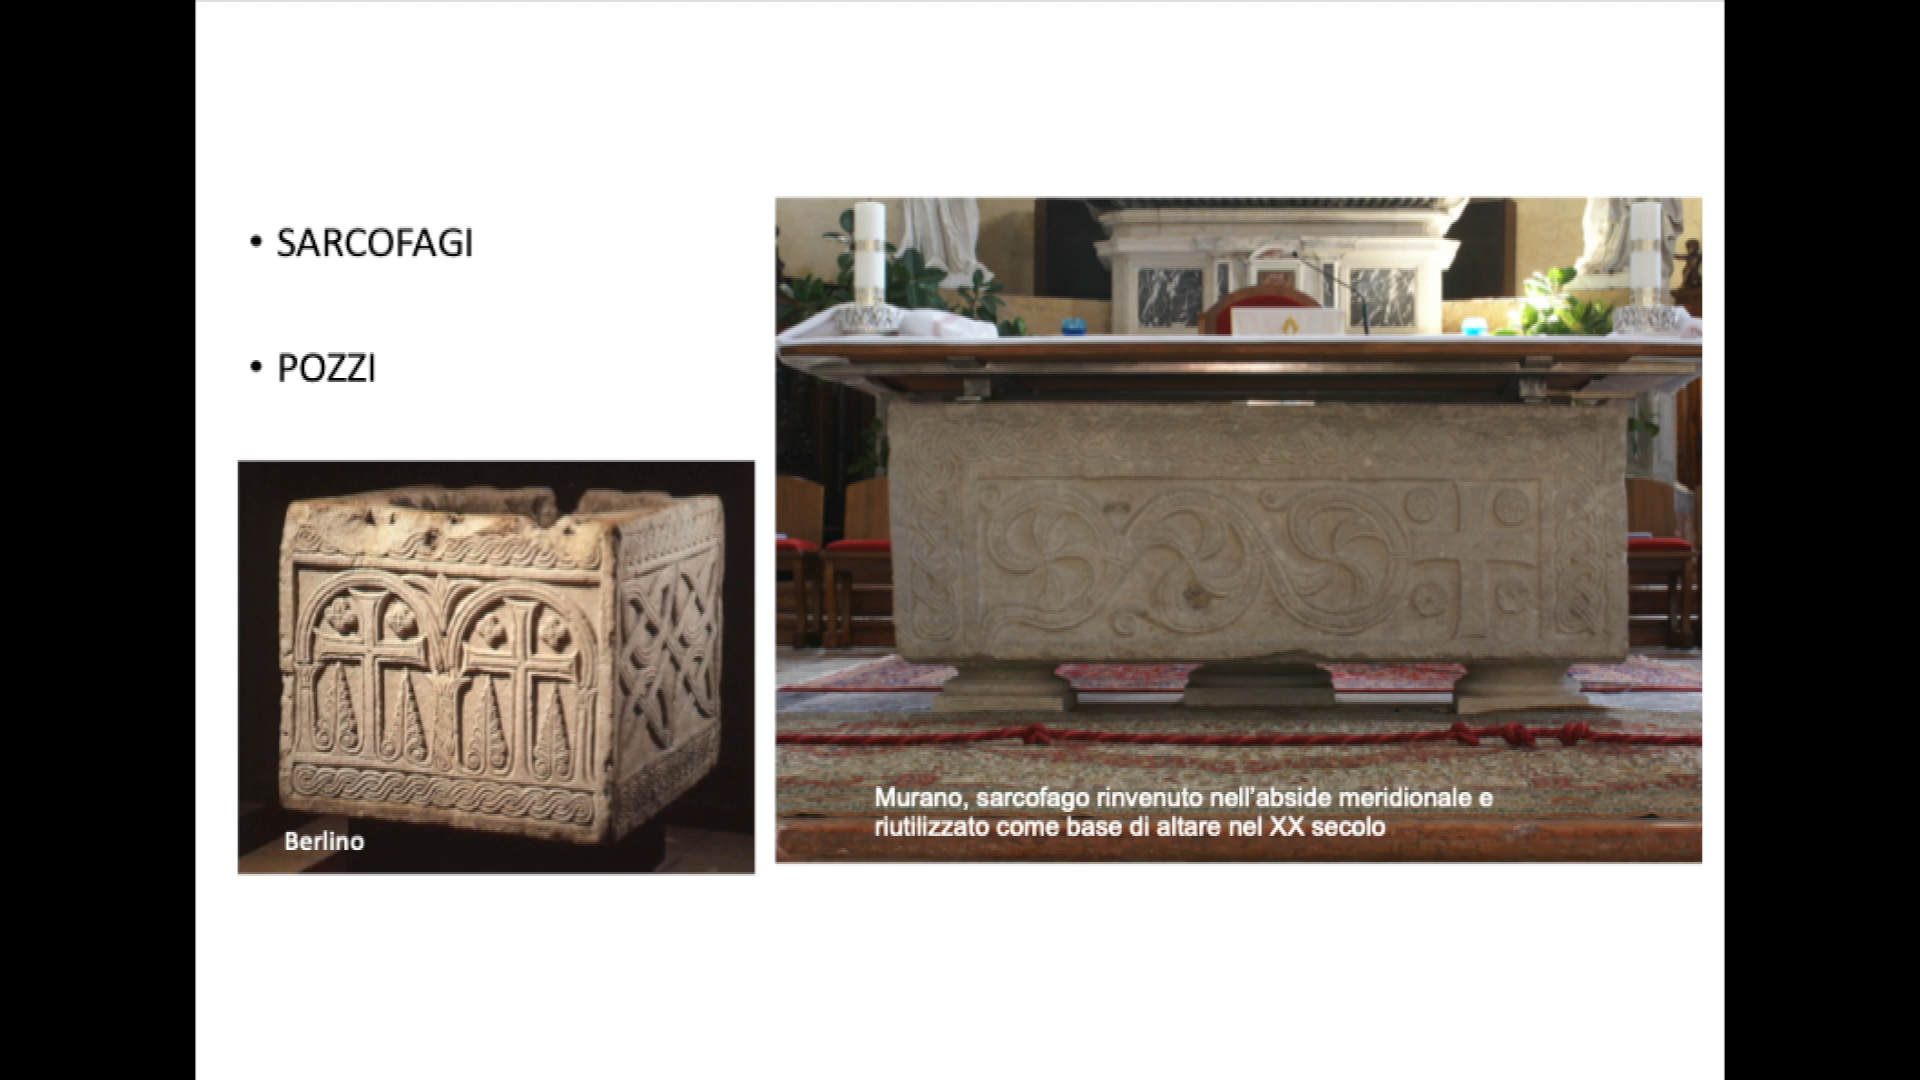 • SARCOFAGI
• POZZI
Berlino
Murano, sarcofago rinvenuto nell'abside meridionale e
riutilizzato come base di altare nel XX secolo